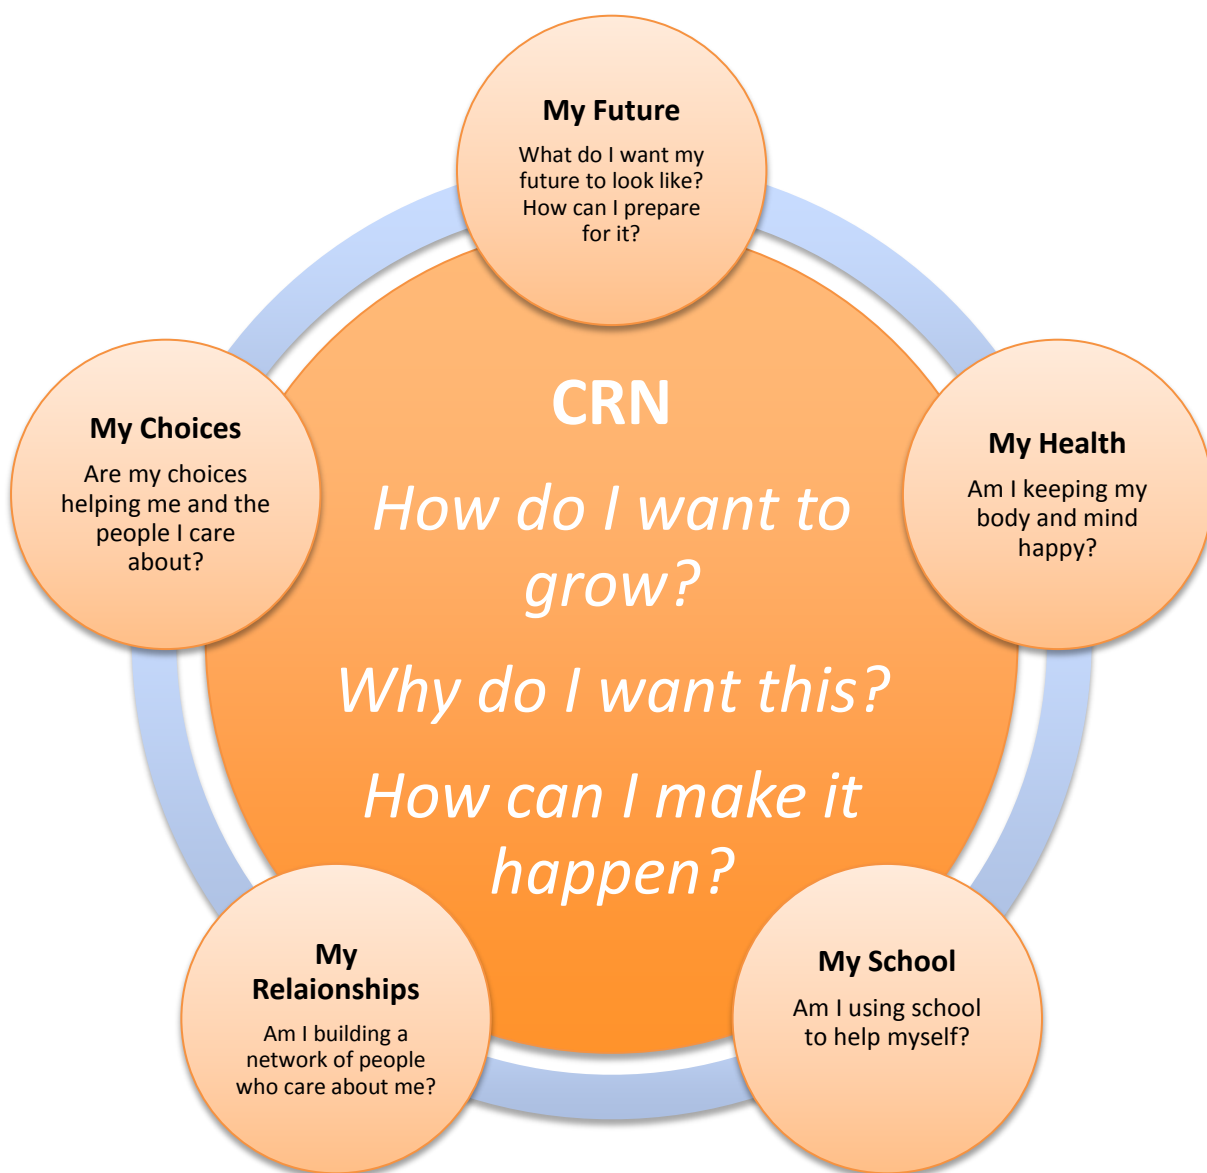 My Future
What do I want my
future to look like?
How can I prepare
for it?
My Choices
Are my choices
helping me and the
people I care
about?
CRN
How do I want to
grow?
Why do I want this?
How can I make it
happen?
My Health
Am I keeping my
body and mind
happy?
My
Relaionships
Am I building a
network of people
who care about me?
My School
Am I using school
to help myself?